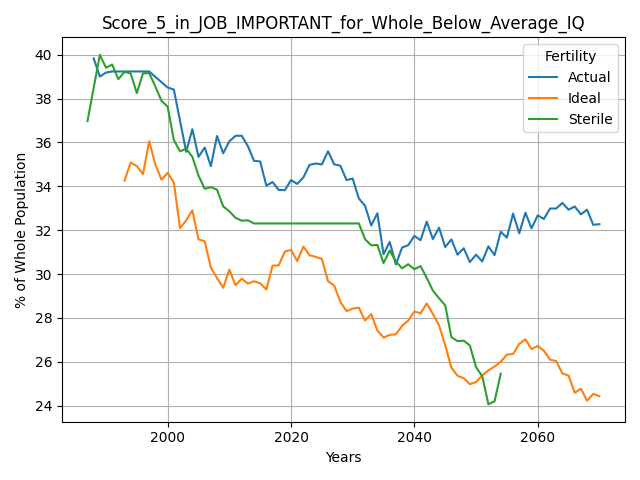 Score_5_in_JOB_IMPORTANT_for_Whole_Below_Average_IQ
Fertility
Actual
Ideal
Sterile
% of Whole Population
40
38
36
34
32
30
28
26
24
2000
2020
2040
2060
Years